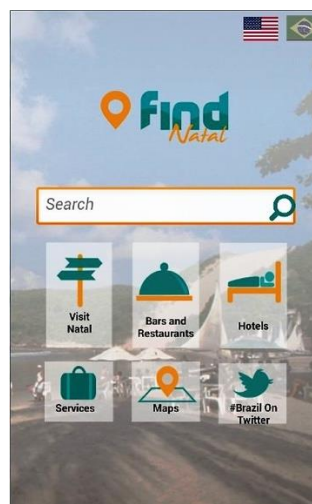 find
Natal
Search
Visit
Natal
Bars and
Restaurants
Hotels
Services
Maps
#Brazil On
Twitter